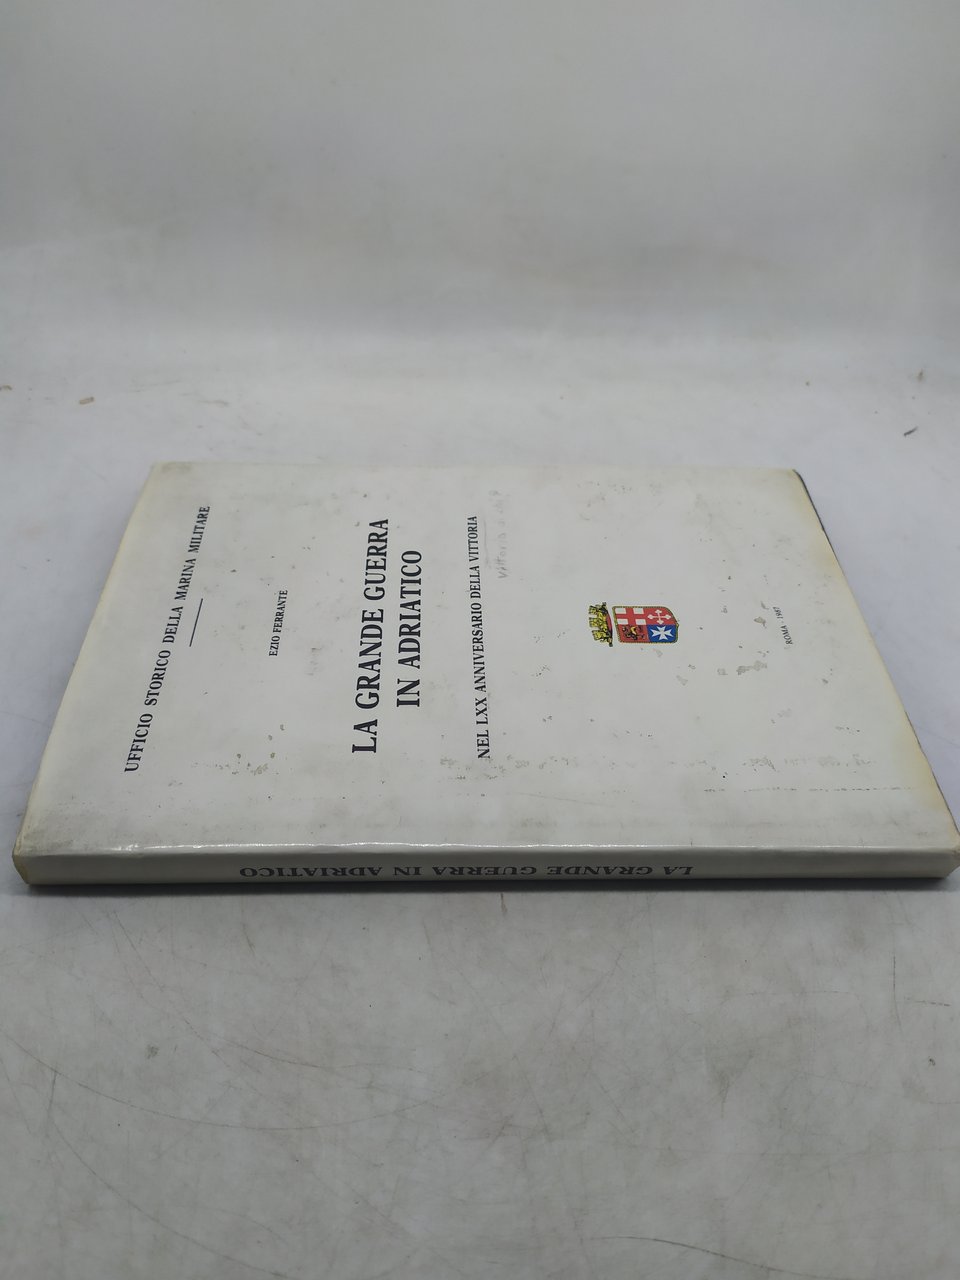 UFFICIO STORICO DELLA MARINA MILITARE
EZIO FERRANTE
LA GRANDE GUERRA
IN ADRIATICO
NEL LXX ANNIVERSARIO DELLA VITTORIA
ROMA 1987
LA GRANDE GUERRA IN ADRIATICO